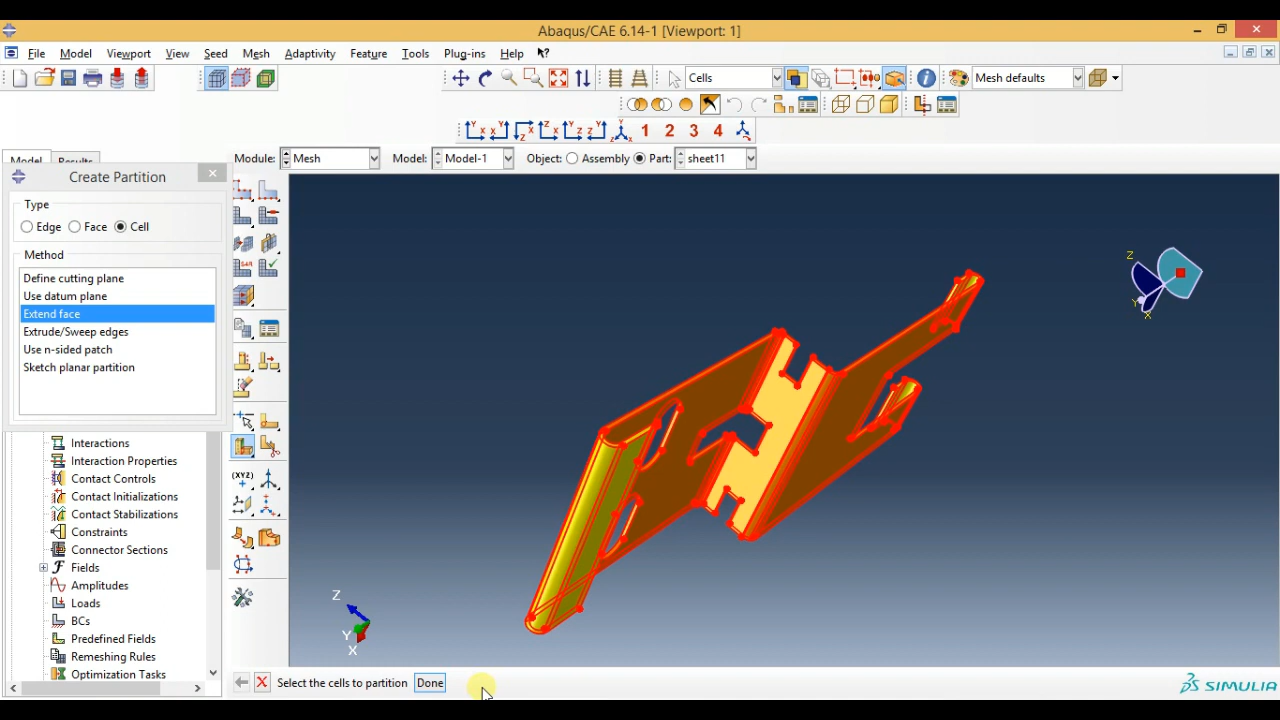 Abaqus/CAE 6.14-1 [Viewport: 1]
File Model Viewport View Seed Mesh Adaptivity Feature Tools Plug-ins Help
Cells
Mesh defaults
1 2 3 4
Model Results
Module: Mesh Model: Model-1 Object: Assembly Part: sheet11
Create Partition
Type
Edge Face Cell
Method
Define cutting plane
Use datum plane
Extend face
Extrude/Sweep edges
Use n-sided patch
Sketch planar partition
Interactions
Interaction Properties
Contact Controls
Contact Initializations
Contact Stabilizations
Constraints
Connector Sections
Fields
Amplitudes
Loads
BCs
Predefined Fields
Remeshing Rules
Optimization Tasks
(XYZ)
Z
Y
X
Z
Y
X
Select the cells to partition Done
SIMULIA